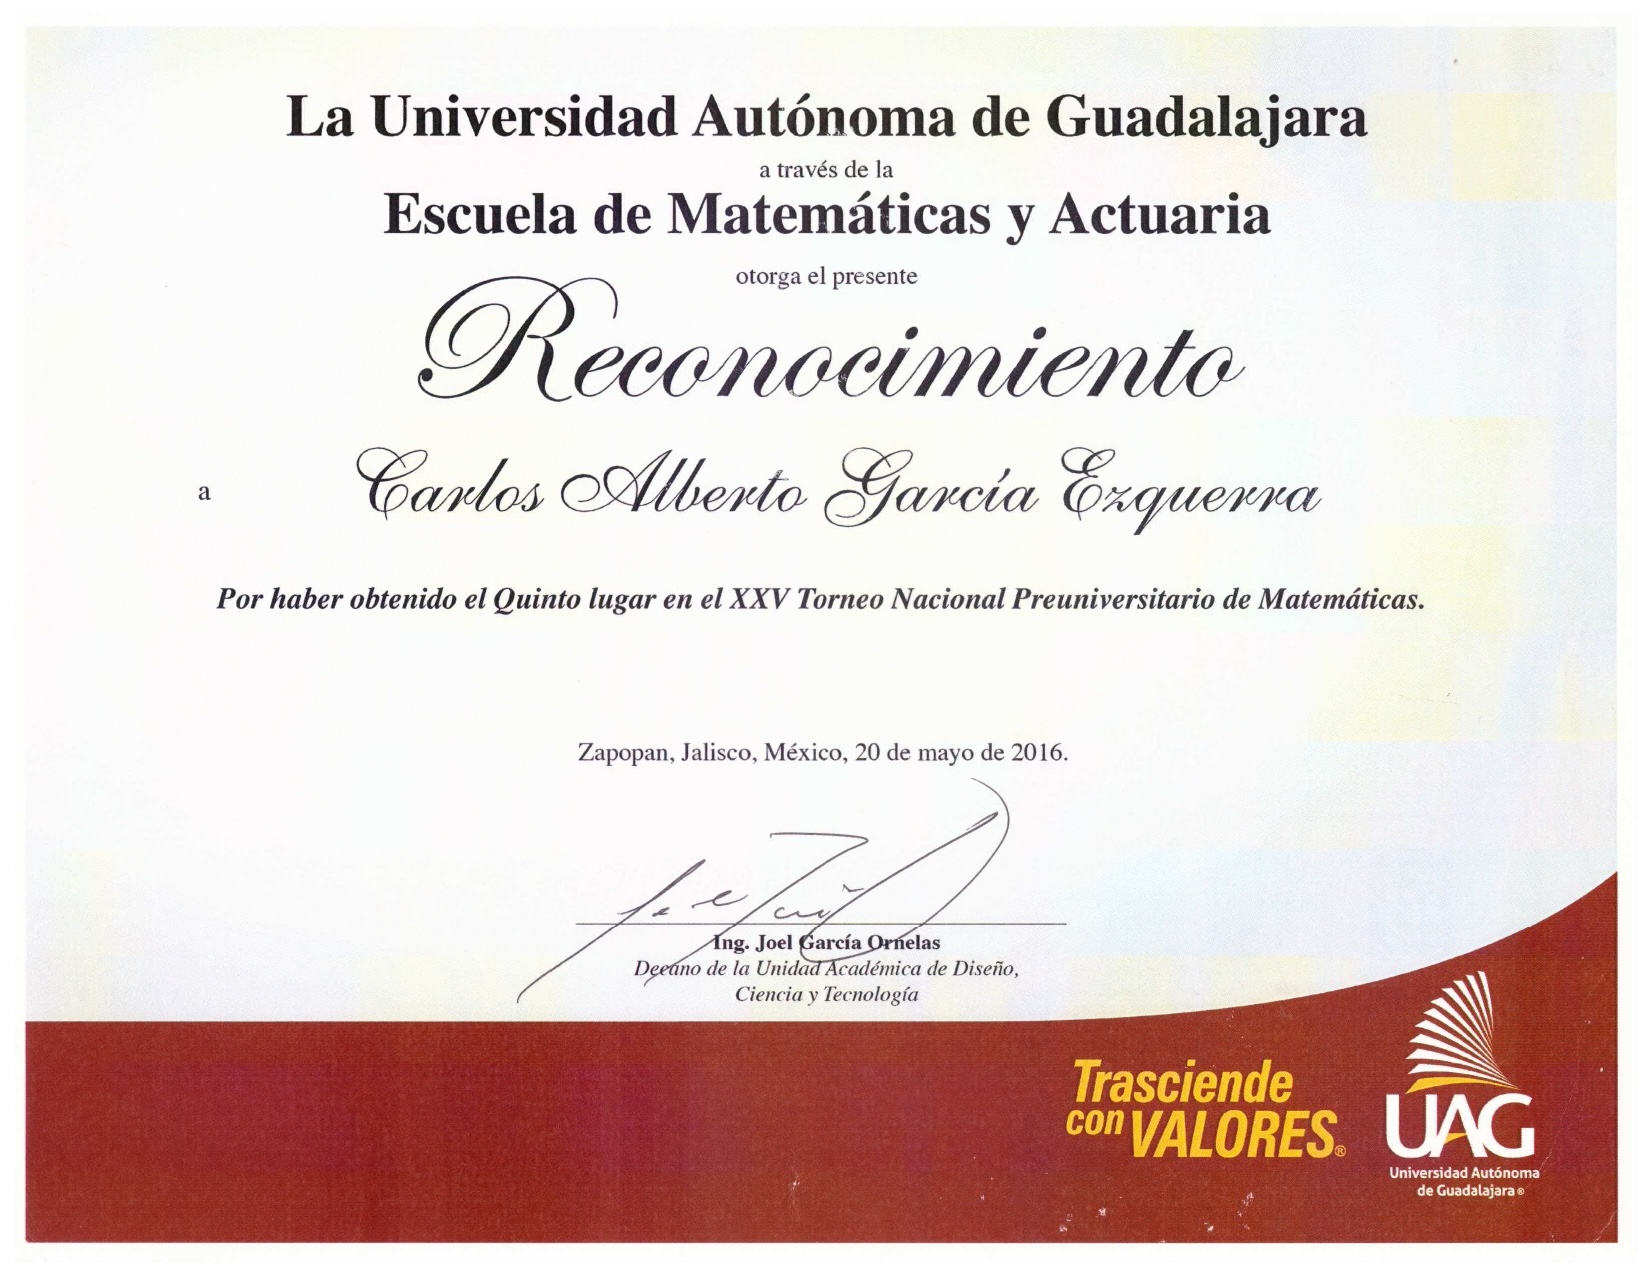 La Universidad Autónoma de Guadalajara
a través de la
Escuela de Matemáticas y Actuaria
otorga el presente
Reconocimiento
a Carlos Alberto García Ezquerra
Por haber obtenido el Quinto lugar en el XXV Torneo Nacional Preuniversitario de Matemáticas.
Zapopan, Jalisco, México, 20 de mayo de 2016.
Ing. Joel García Ornelas
Decano de la Unidad Académica de Diseño,
Ciencia y Tecnología
Trasciende
con VALORES®
UAG
Universidad Autónoma
de Guadalajara®